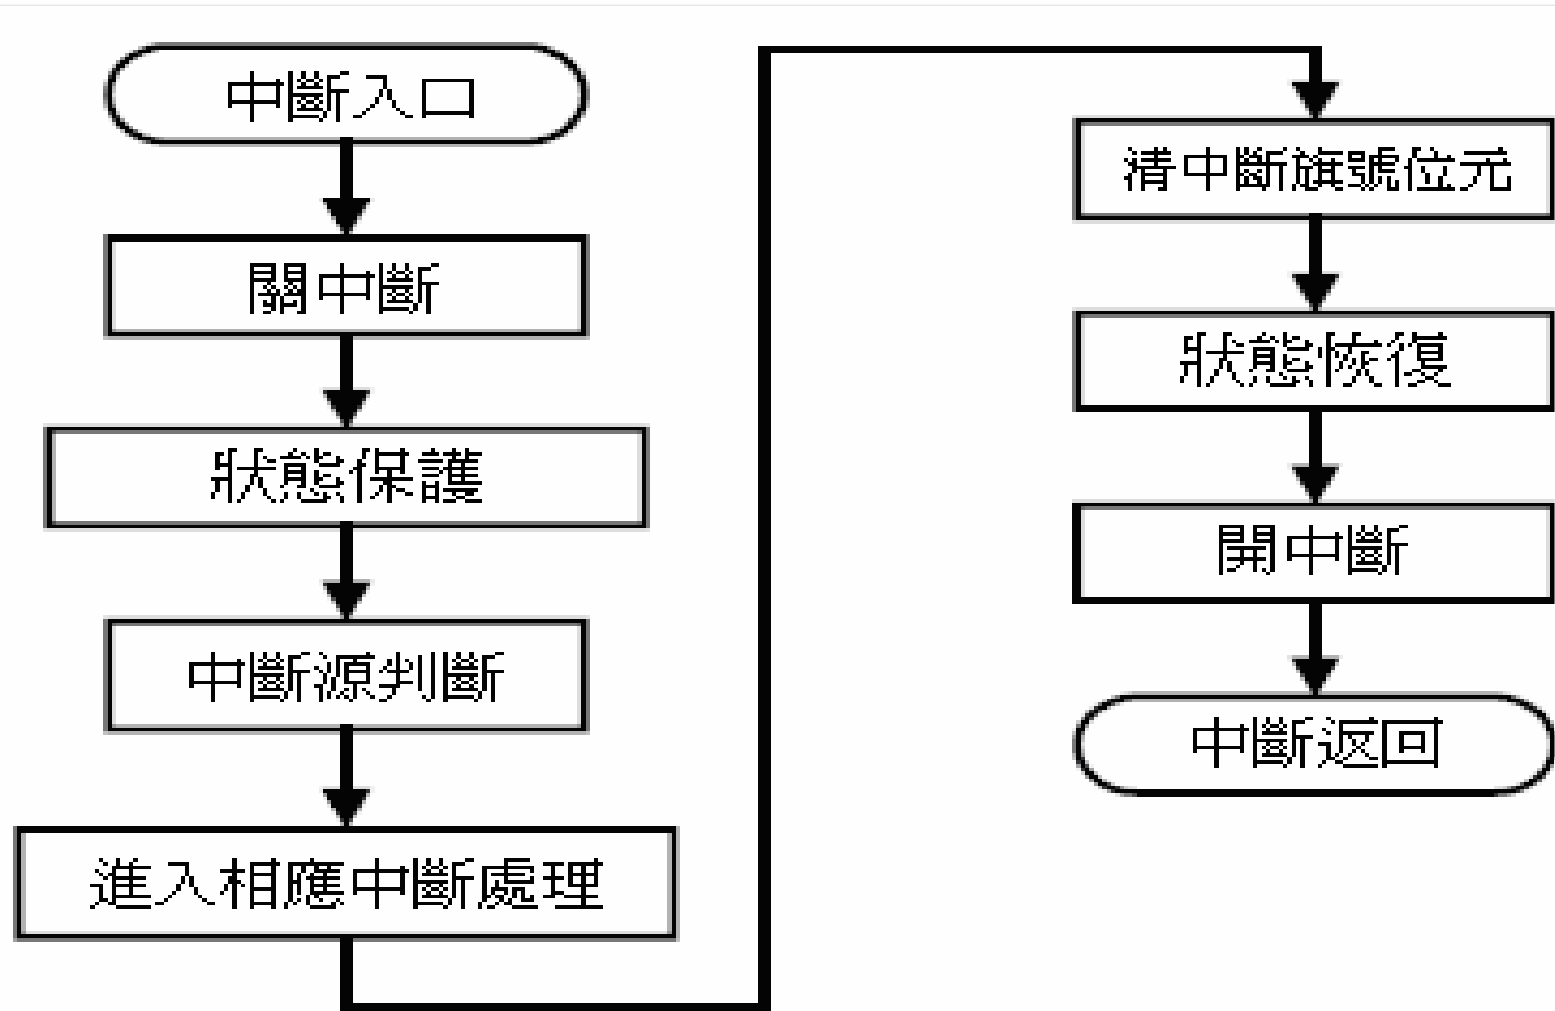 中斷入口
關中斷
狀態保護
中斷源判斷
進入相應中斷處理
清中斷旗號位元
狀態恢復
開中斷
中斷返回